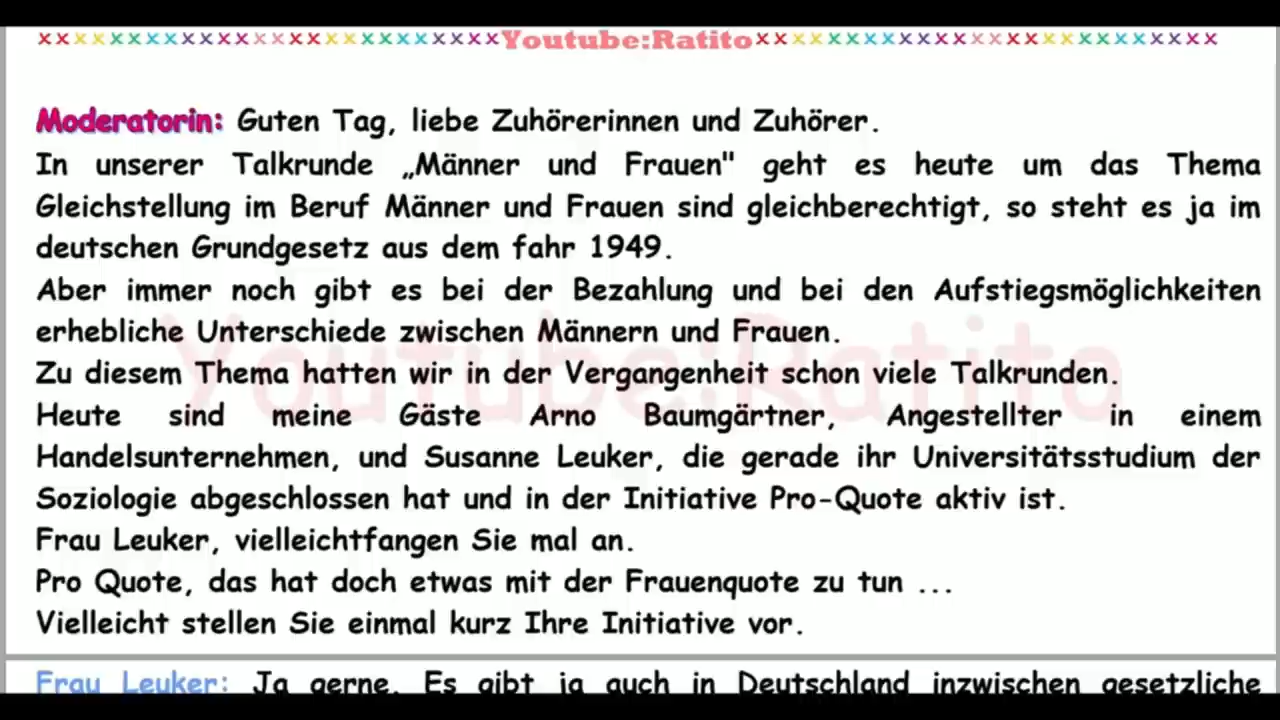 xxxxxxxxxxxxxxxxxxxxxxxxxxYoutube:Ratitoxxxxxxxxxxxxxxxxxxxxxxxxxx
Moderatorin: Guten Tag, liebe Zuhörerinnen und Zuhörer.
In unserer Talkrunde „Männer und Frauen" geht es heute um das Thema
Gleichstellung im Beruf Männer und Frauen sind gleichberechtigt, so steht es ja im
deutschen Grundgesetz aus dem fahr 1949.
Aber immer noch gibt es bei der Bezahlung und bei den Aufstiegsmöglichkeiten
erhebliche Unterschiede zwischen Männern und Frauen.
Zu diesem Thema hatten wir in der Vergangenheit schon viele Talkrunden.
Youtube:Ratito
Heute sind meine Gäste Arno Baumgärtner, Angestellter in einem
Handelsunternehmen, und Susanne Leuker, die gerade ihr Universitätsstudium der
Soziologie abgeschlossen hat und in der Initiative Pro-Quote aktiv ist.
Frau Leuker, vielleichtfangen Sie mal an.
Pro Quote, das hat doch etwas mit der Frauenquote zu tun ...
Vielleicht stellen Sie einmal kurz Ihre Initiative vor.
Frau Leuker: Ja gerne. Es gibt ja auch in Deutschland inzwischen gesetzliche